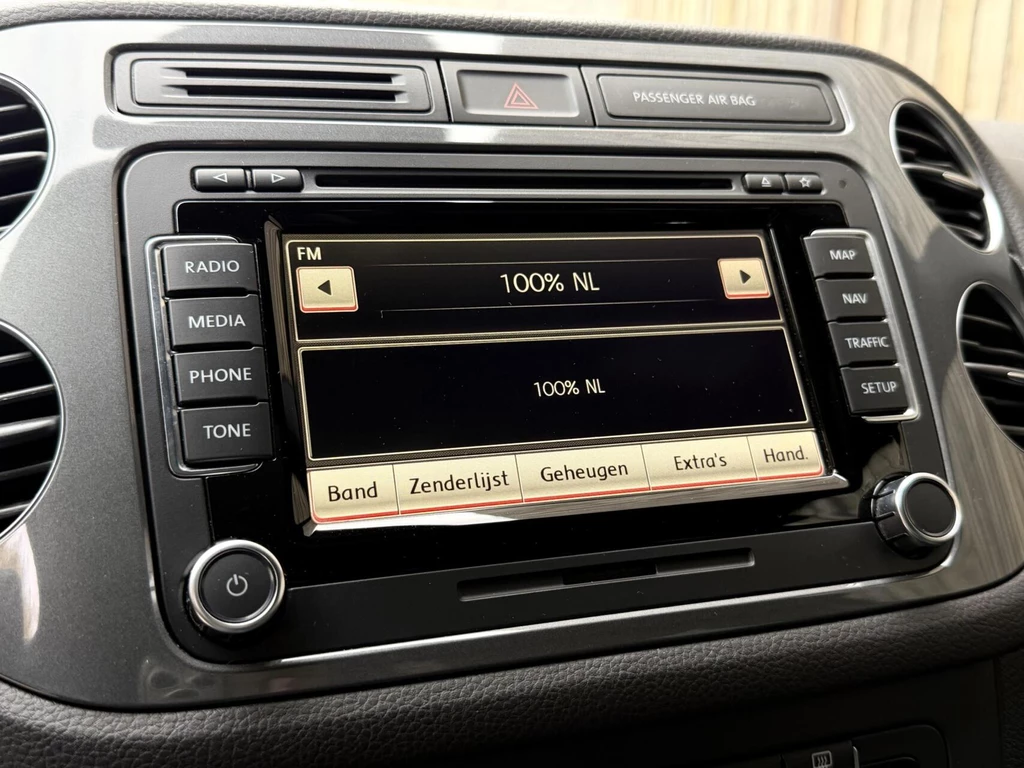 PASSENGER AIR BAG
RADIO
MEDIA
PHONE
TONE
FM
100% NL
100% NL
Band Zenderlijst Geheugen Extra's Hand.
MAP
NAV
TRAFFIC
SETUP